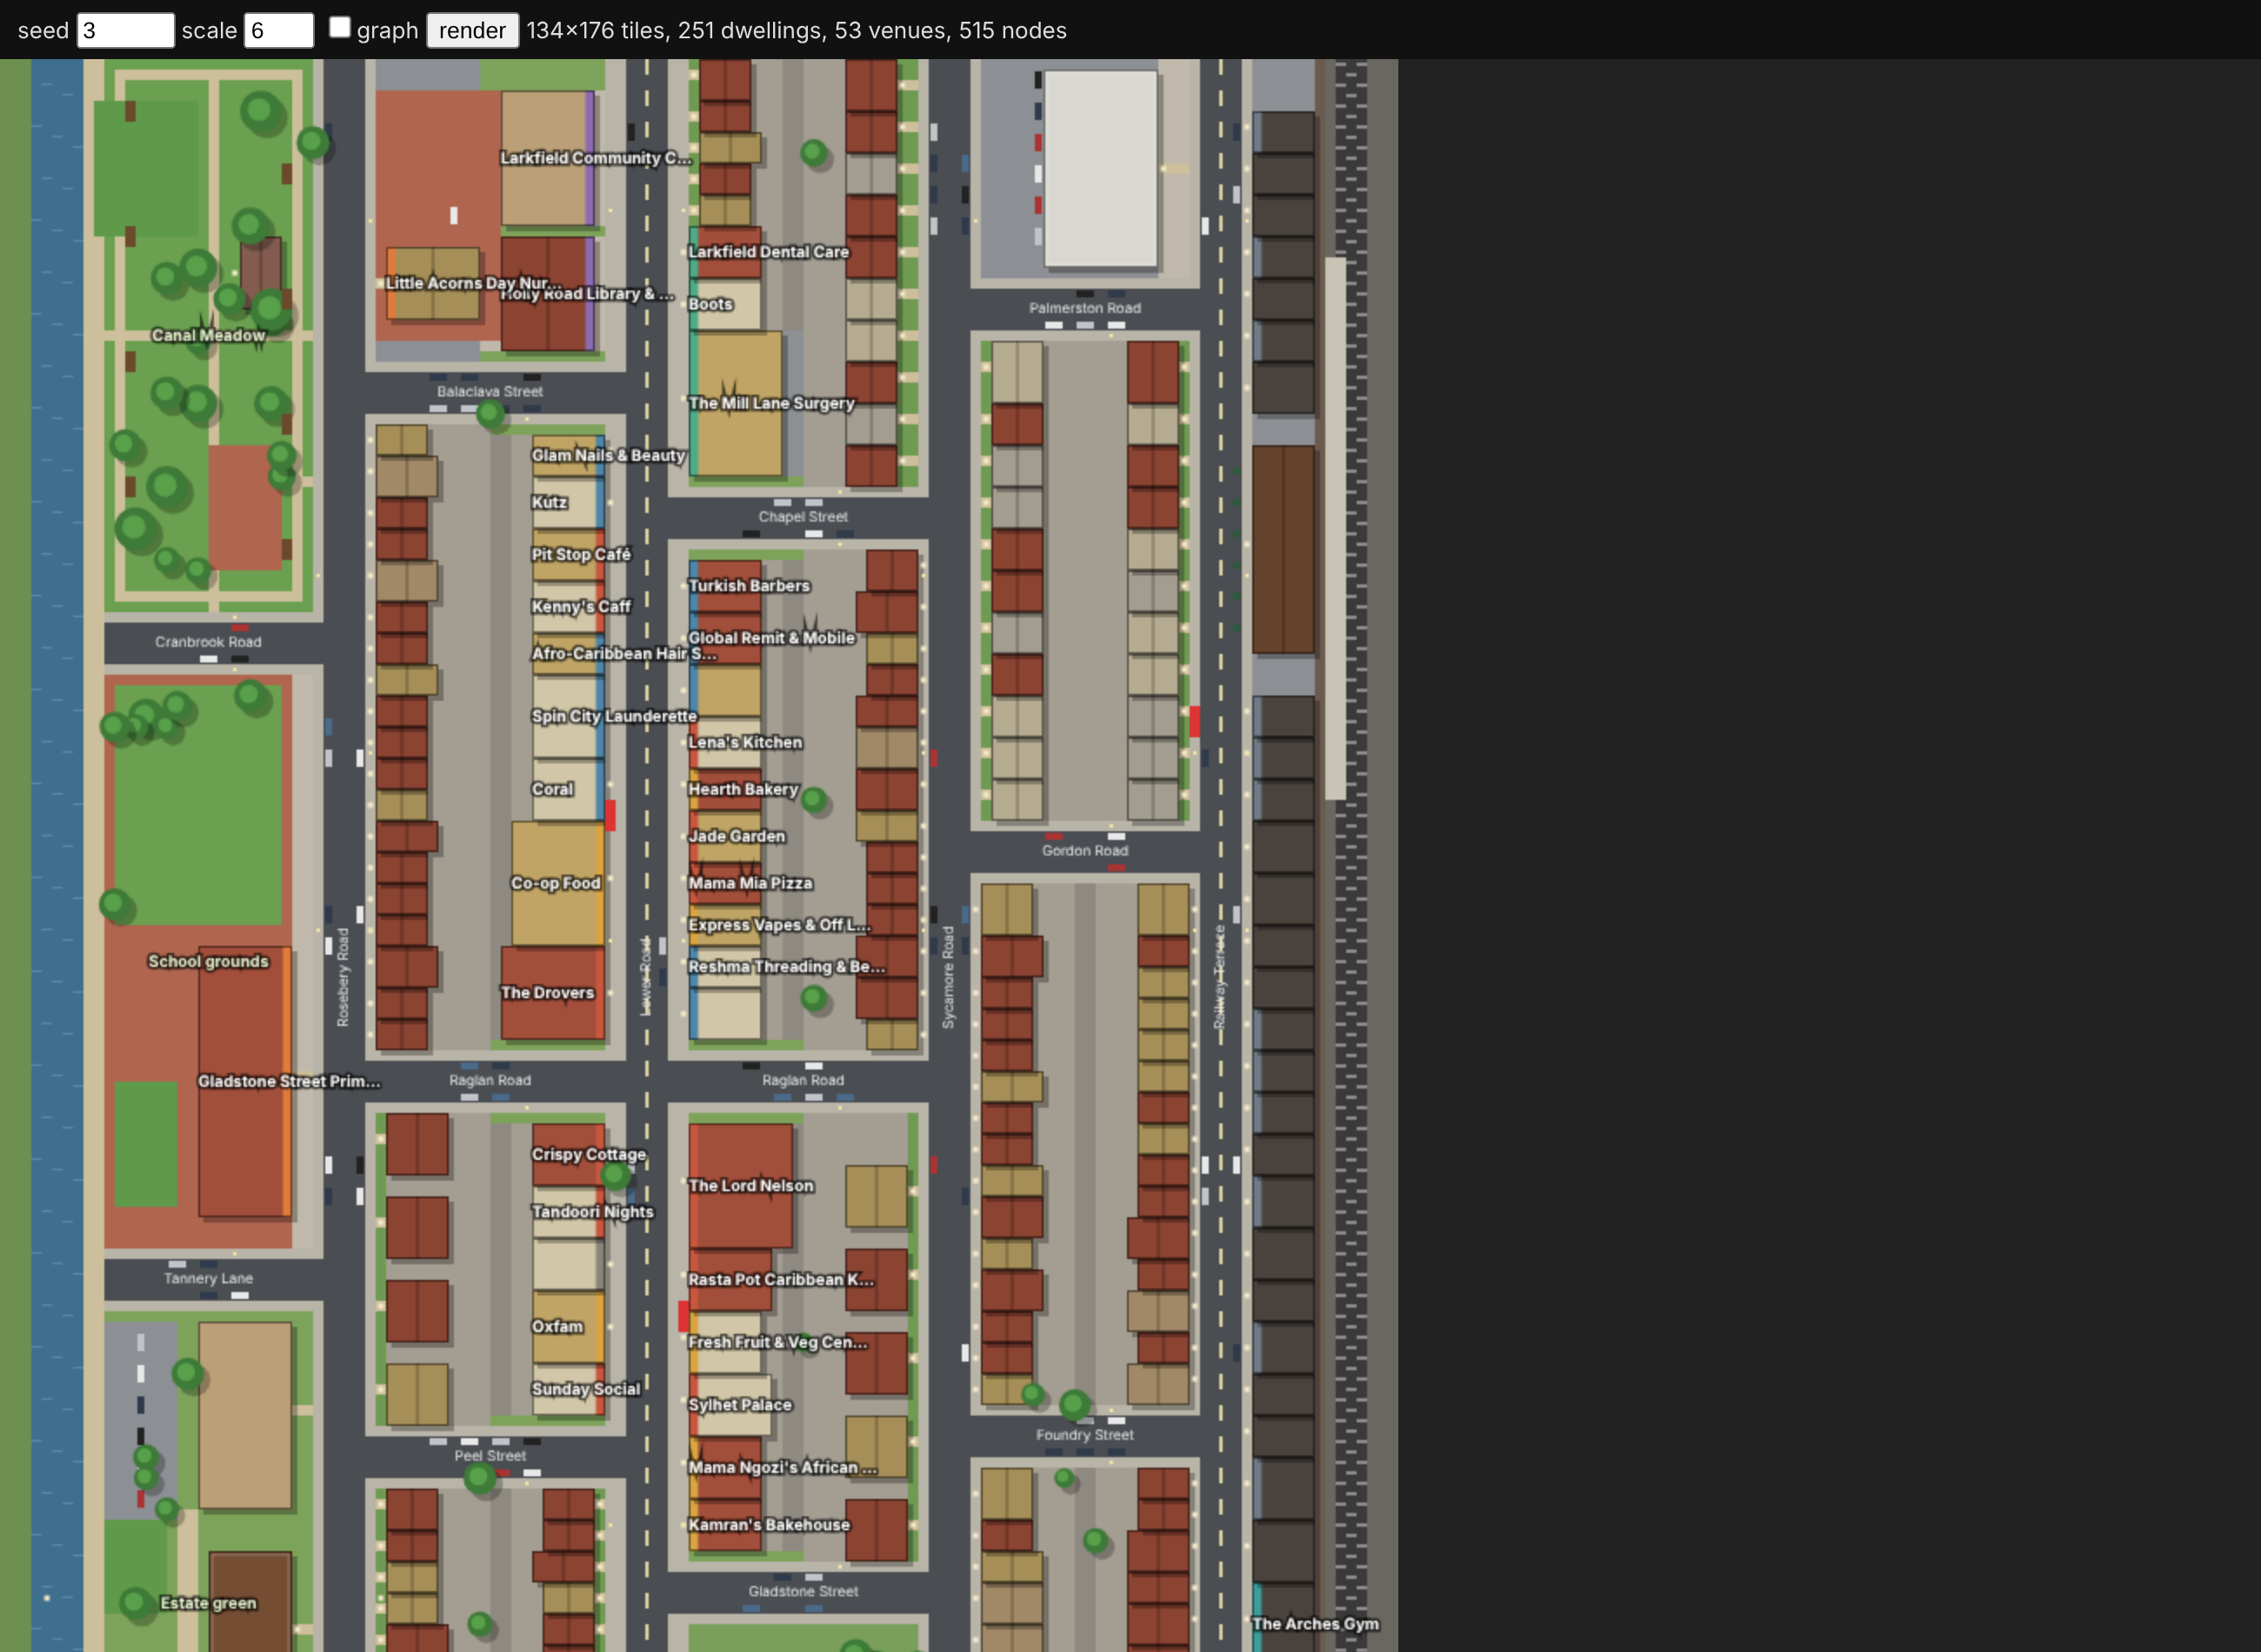 seed 3 scale 6 graph render 134×176 tiles, 251 dwellings, 53 venues, 515 nodes
Larkfield Community C...
Larkfield Dental Care
Little Acorns Day Nur...
Holly Road Library & ...
Boots
Palmerston Road
Canal Meadow
Balaclava Street
The Mill Lane Surgery
Glam Nails & Beauty
Kutz
Chapel Street
Pit Stop Café
Turkish Barbers
Kenny's Caff
Global Remit & Mobile
Cranbrook Road
Afro-Caribbean Hair S...
Spin City Launderette
Lena's Kitchen
Coral
Hearth Bakery
Jade Garden
Gordon Road
Co-op Food
Mama Mia Pizza
Express Vapes & Off L...
School grounds
Reshma Threading & Be...
Rosebery Road
Lower Road
Sycamore Road
Railway Terrace
The Drovers
Gladstone Street Prim...
Raglan Road
Raglan Road
Crispy Cottage
The Lord Nelson
Tandoori Nights
Tannery Lane
Rasta Pot Caribbean K...
Oxfam
Fresh Fruit & Veg Cen...
Sunday Social
Sylhet Palace
Foundry Street
Peel Street
Mama Ngozi's African ...
Kamran's Bakehouse
Gladstone Street
Estate green
The Arches Gym